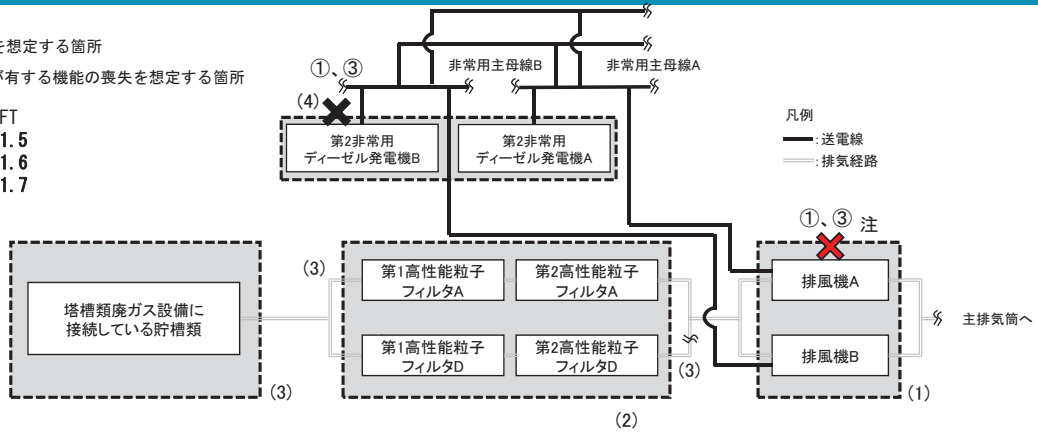 を想定する箇所
が有する機能の喪失を想定する箇所
FT
1.5
1.6
1.7
①、③
(4)
非常用主母線B
非常用主母線A
第2非常用
ディーゼル発電機B
第2非常用
ディーゼル発電機A
凡例
:送電線
:排気経路
①、③ 注
(3)
第1高性能粒子
フィルタA
第2高性能粒子
フィルタA
排風機A
塔槽類廃ガス設備に
接続している貯槽類
主排気筒へ
第1高性能粒子
フィルタD
第2高性能粒子
フィルタD
(3)
排風機B
(3)
(2)
(1)